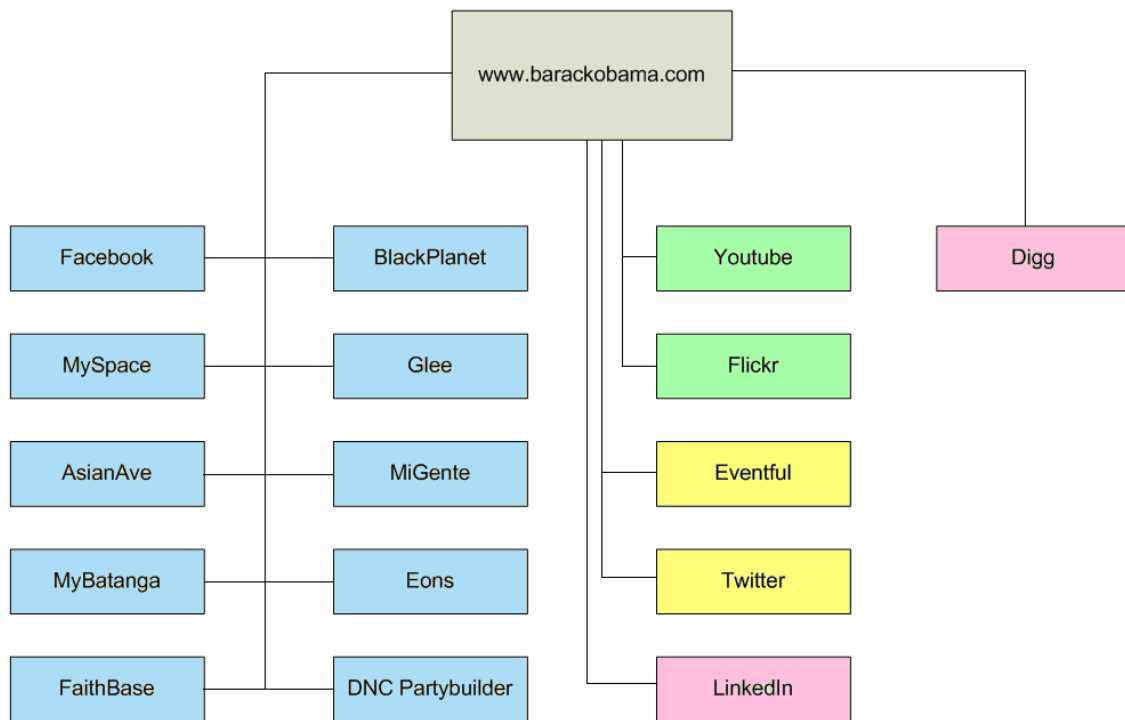 www.barackobama.com
Facebook
BlackPlanet
Youtube
Digg
MySpace
Glee
Flickr
AsianAve
MiGente
Eventful
MyBatanga
Eons
Twitter
FaithBase
DNC Partybuilder
LinkedIn